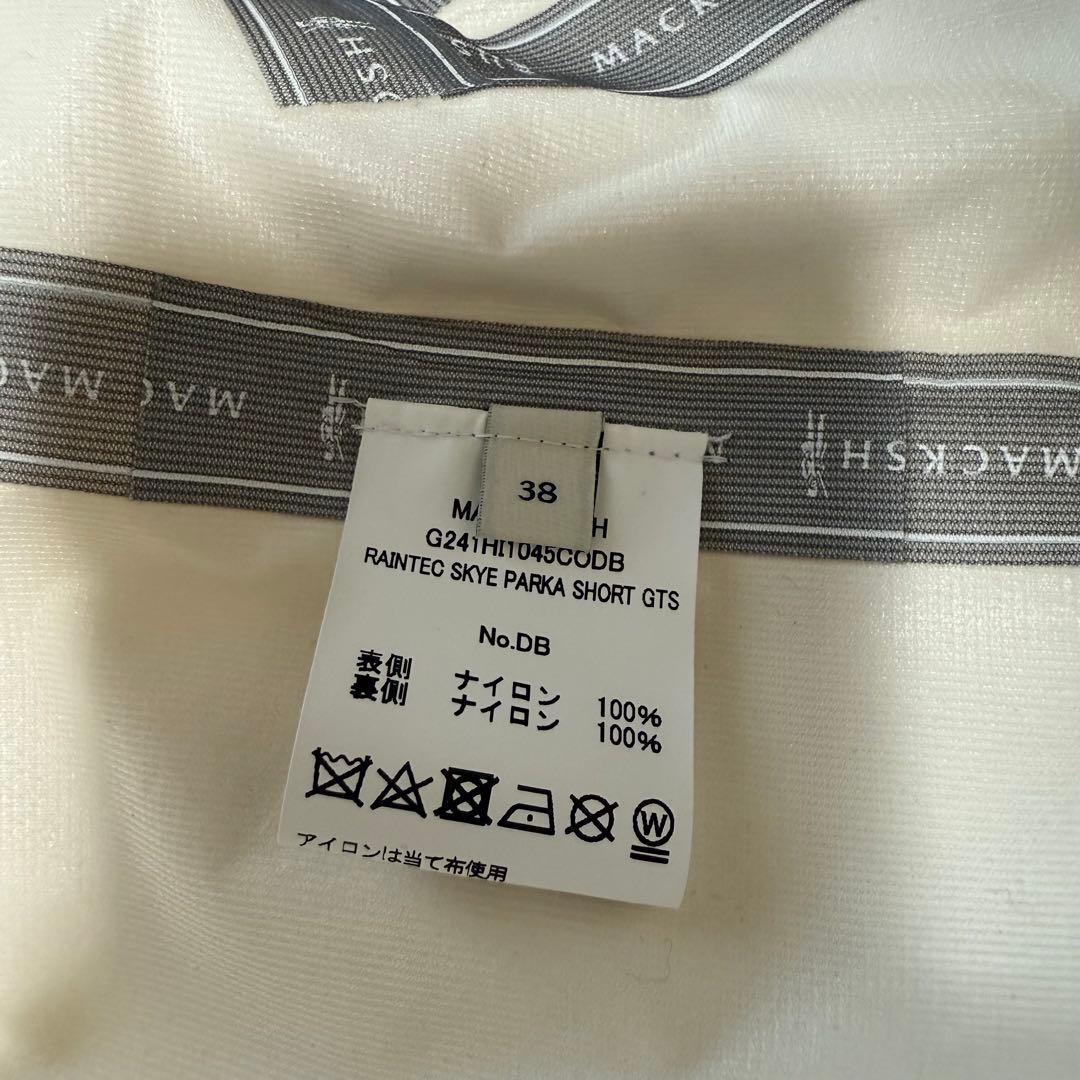 MACKSH
MACKSH
38
G241HI1045CODB
RAINTEC SKYE PARKA SHORT GTS
No.DB
表側 ナイロン 100%
裏側 ナイロン 100%
W
アイロンは当て布使用